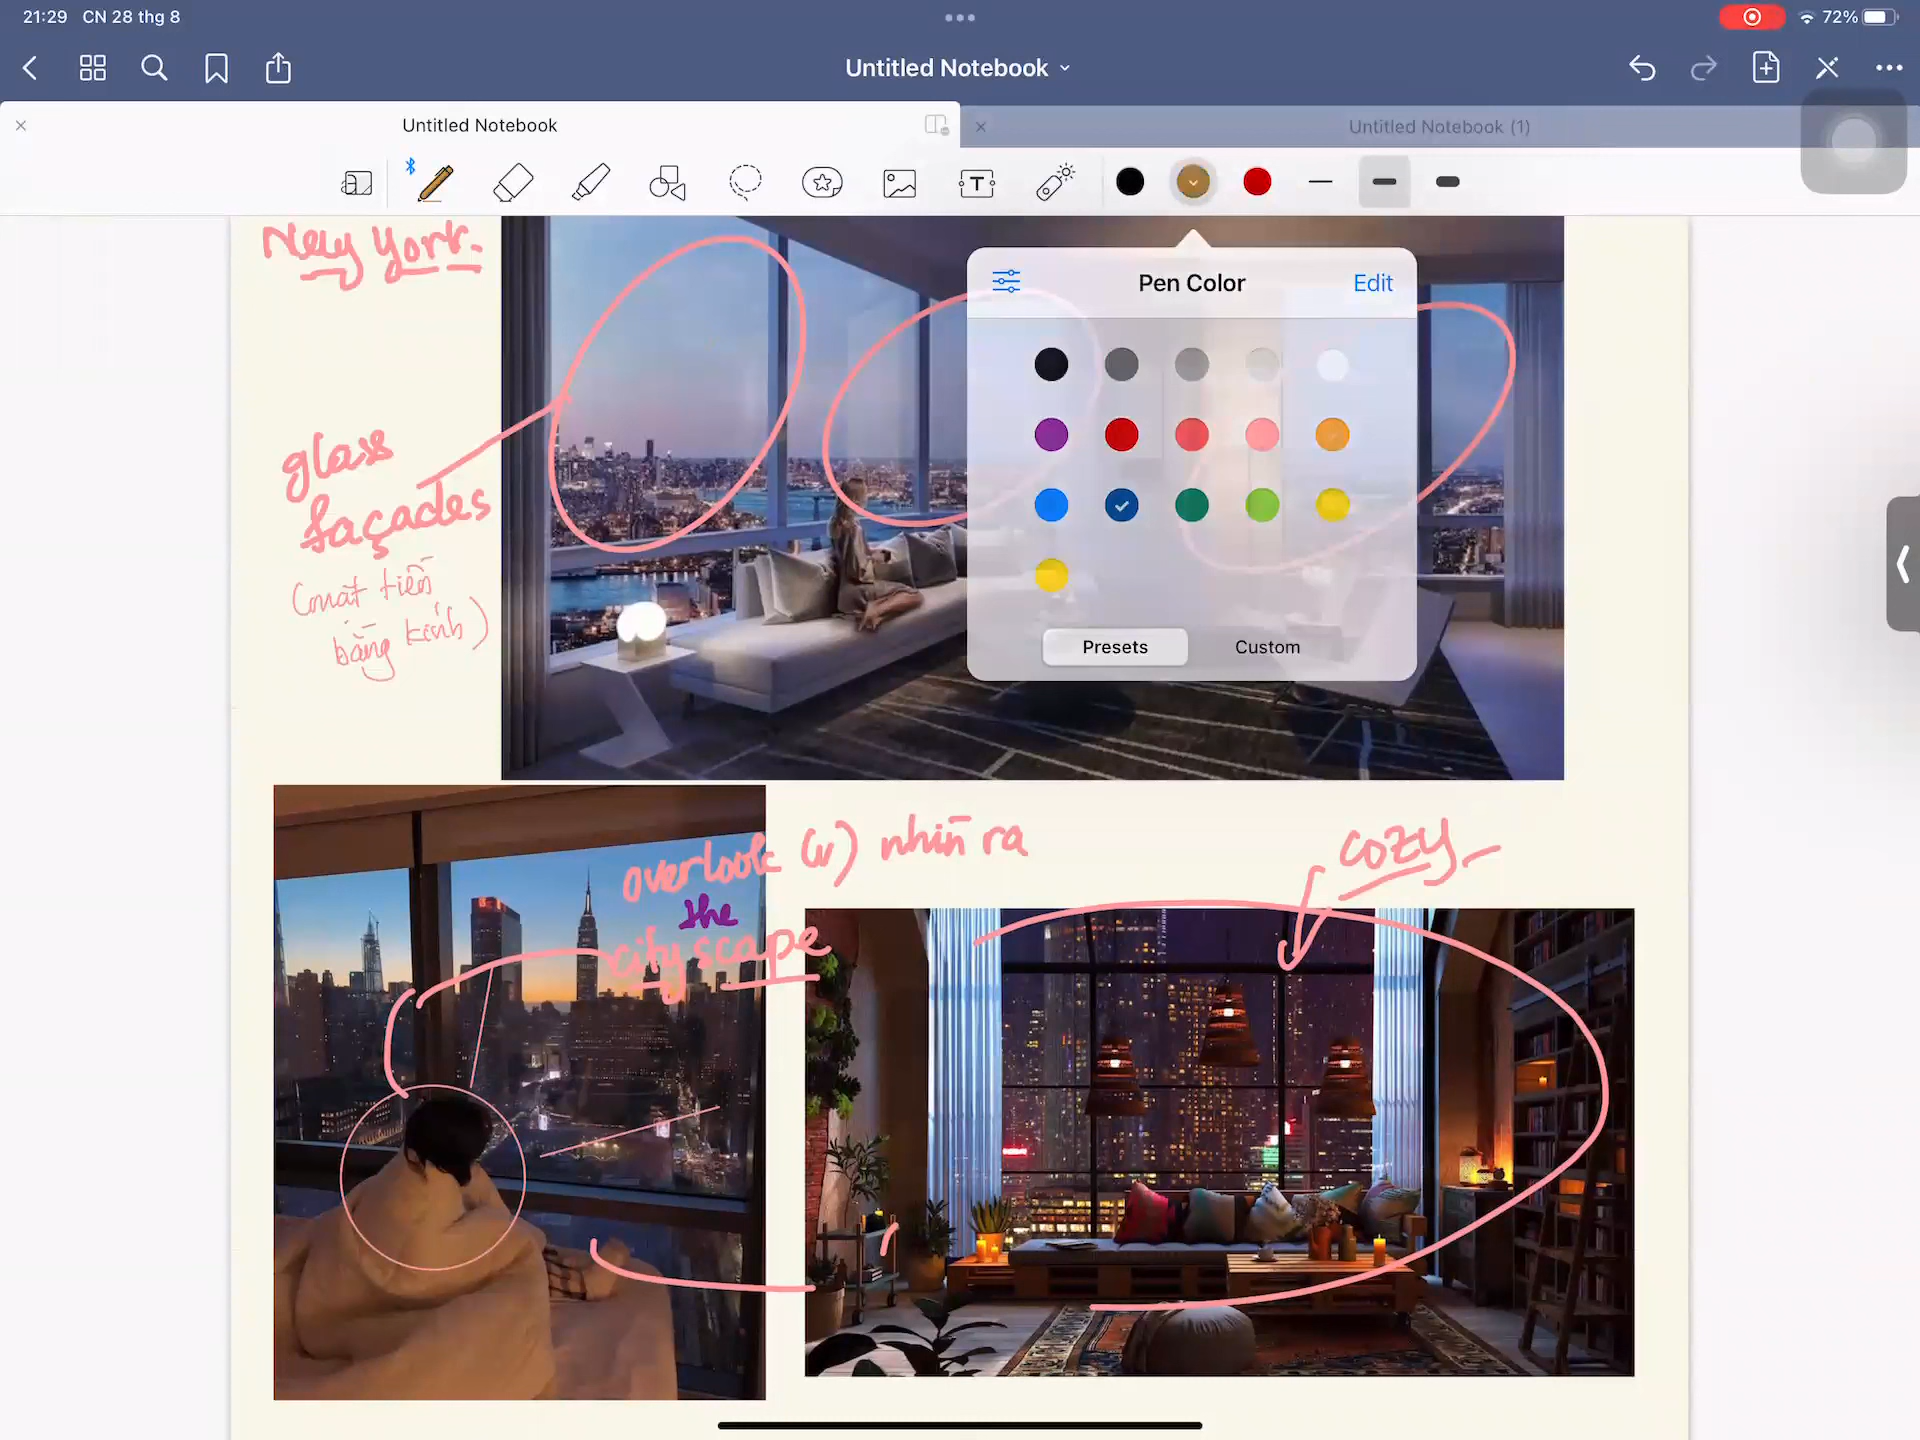 21:29 CN 28 thg 8
72%
Untitled Notebook
Untitled Notebook
Untitled Notebook (1)
New York.
Pen Color
Edit
Presets
Custom
glass
façades
(mặt tiền
bằng kính)
overlook (v) nhìn ra
the
cityscape
cozy